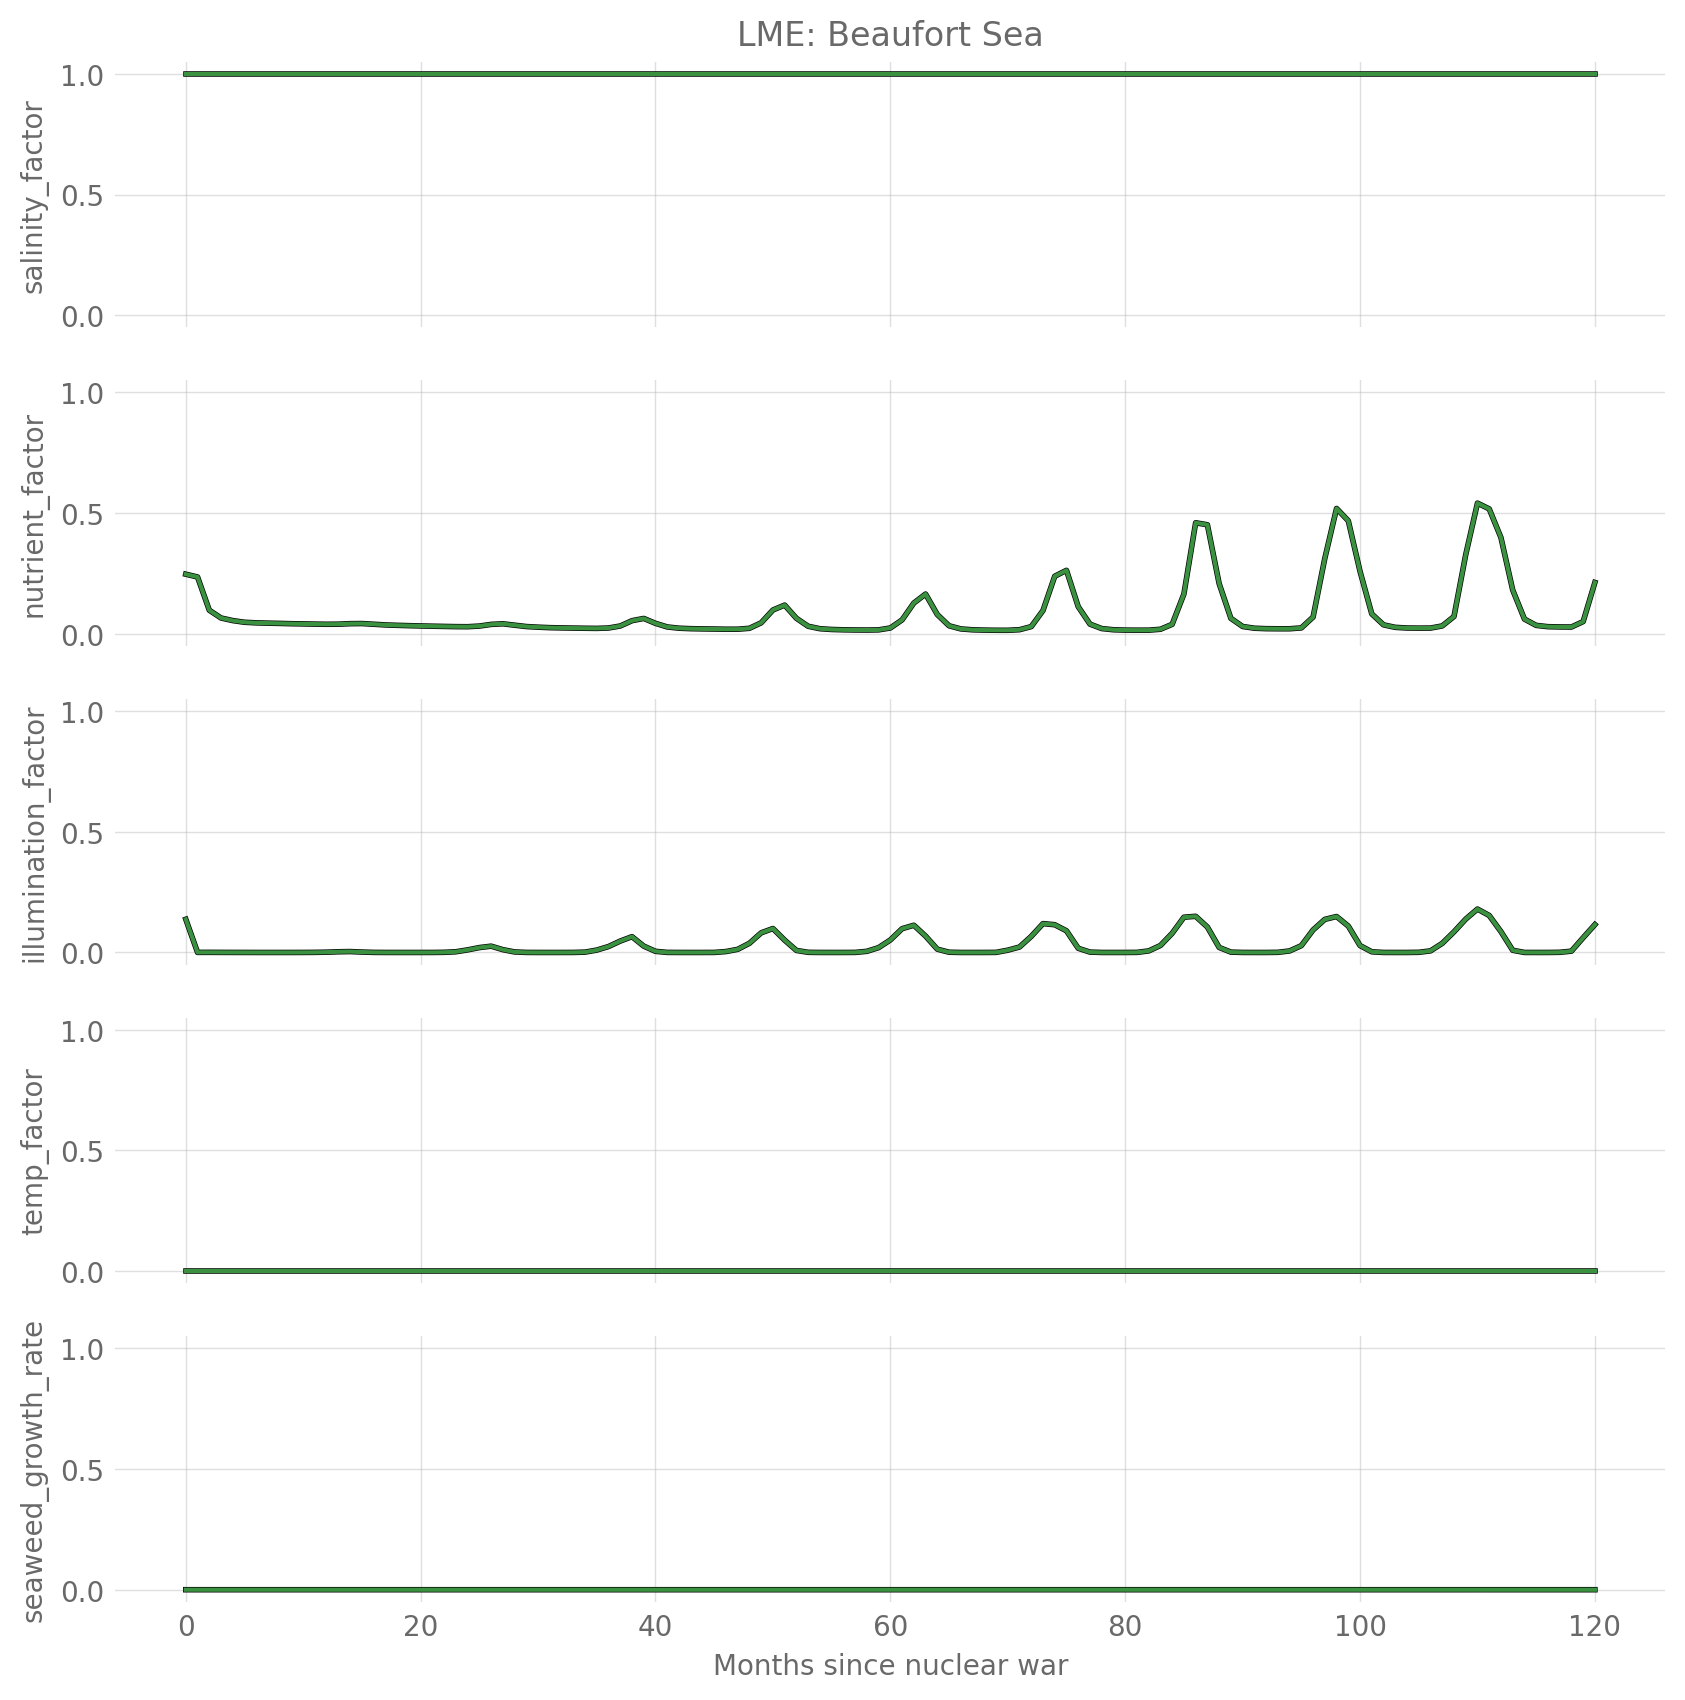 LME: Beaufort Sea
1.0
0.5
0.0
salinity_factor
1.0
0.5
0.0
nutrient_factor
1.0
0.5
0.0
illumination_factor
1.0
0.5
0.0
temp_factor
1.0
0.5
0.0
seaweed_growth_rate
0 20 40 60 80 100 120
Months since nuclear war